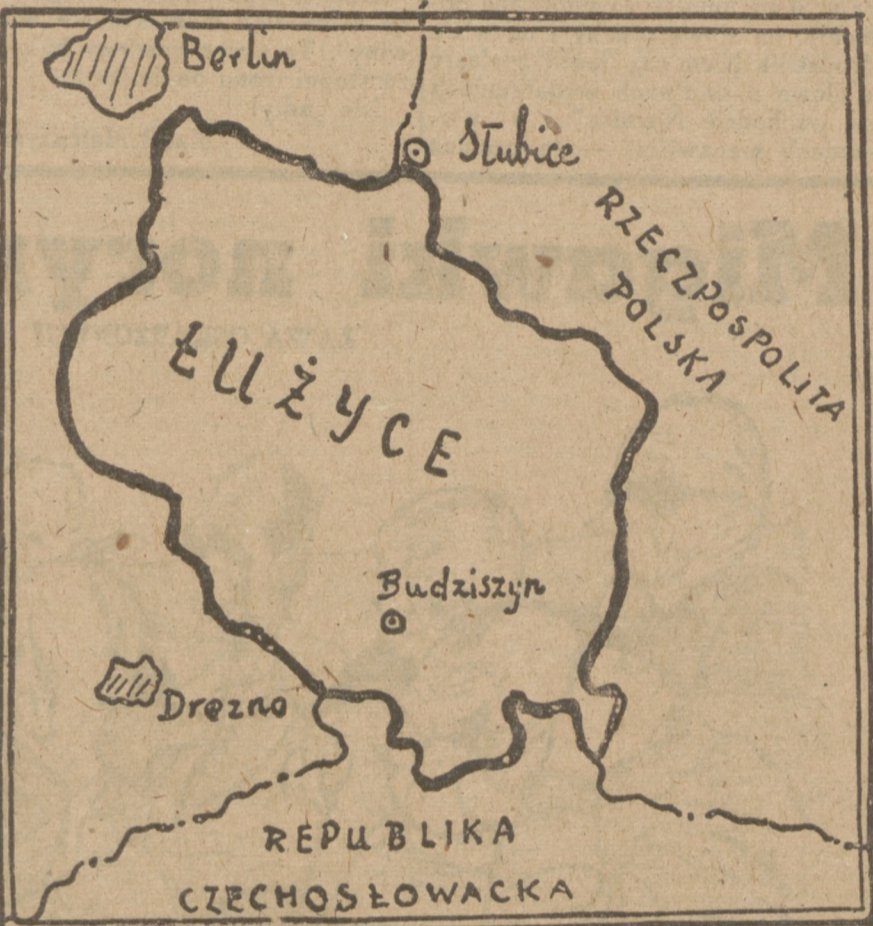 Berlin
Słubice
RZECZPOSPOLITA
POLSKA
ŁUŻYCE
Budziszyn
Drezno
REPUBLIKA
CZECHOSŁOWACKA